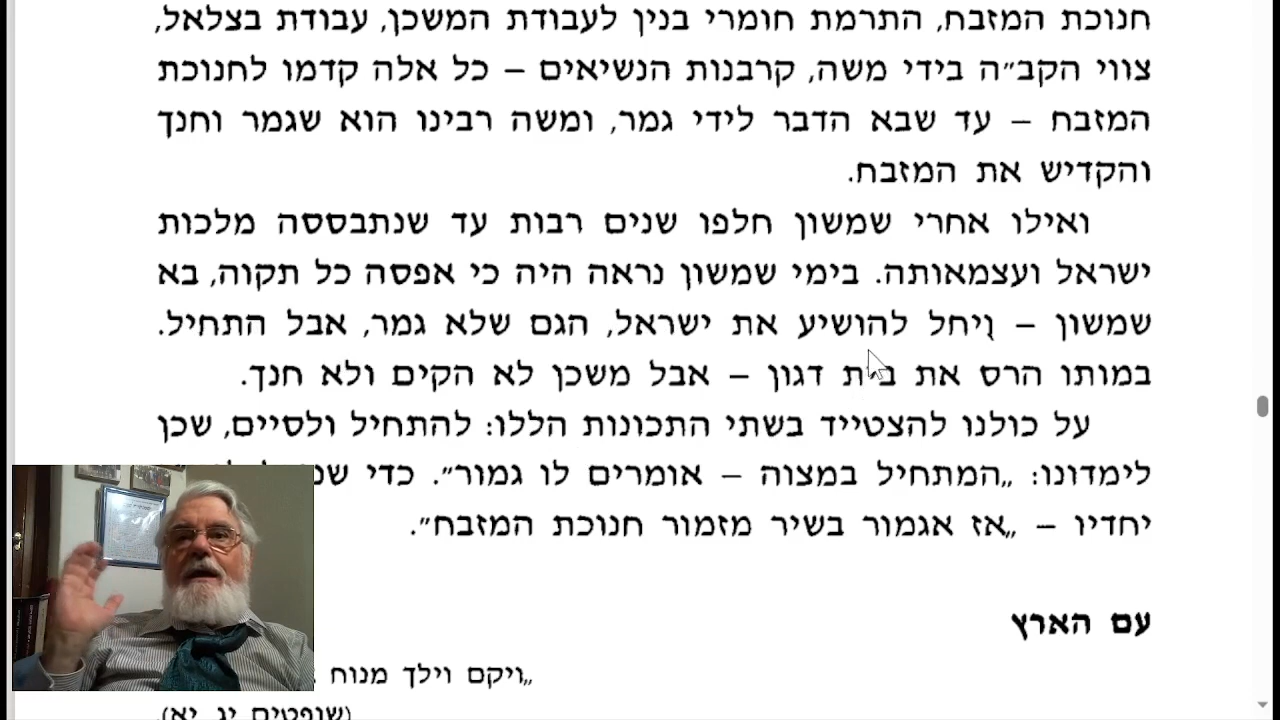 חנוכת המזבח, התרמת חומרי בנין לעבודת המשכן, עבודת בצלאל,
צווי הקב״ה בידי משה, קרבנות הנשיאים – כל אלה קדמו לחנוכת
המזבח – עד שבא הדבר לידי גמר, ומשה רבינו הוא שגמר וחנך
והקדיש את המזבח.
ואילו אחרי שמשון חלפו שנים רבות עד שנתבססה מלכות
ישראל ועצמאותה. בימי שמשון נראה היה כי אפסה כל תקוה, בא
שמשון – ויחל להושיע את ישראל, הגם שלא גמר, אבל התחיל.
במותו הרס את בית דגון – אבל משכן לא הקים ולא חנך.
על כולנו להצטייד בשתי התכונות הללו: להתחיל ולסיים, שכן
לימדונו: „המתחיל במצוה – אומרים לו גמור״. כדי
יחדיו – „אז אגמור בשיר מזמור חנוכת המזבח״.
עם הארץ
„ויקם וילך מנוח
(שופטים יג, יא).